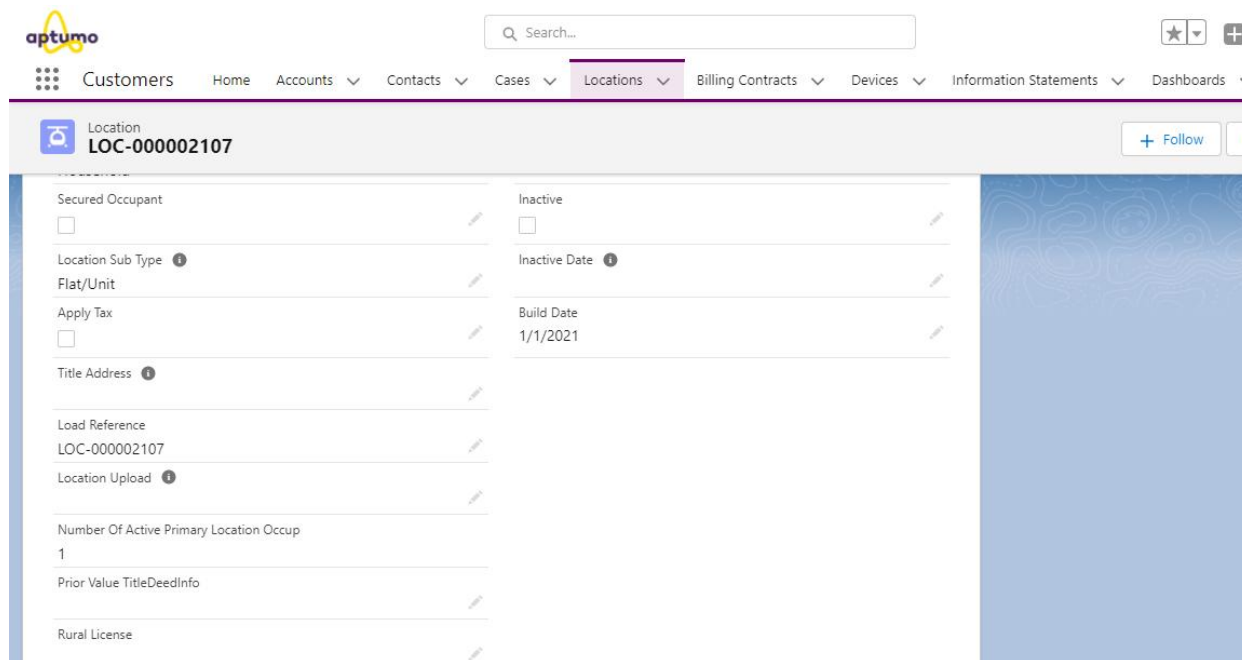 aptumo
Search...
Customers Home Accounts Contacts Cases Locations Billing Contracts Devices Information Statements Dashboards
Location
LOC-000002107
Follow
Household
Secured Occupant
Inactive
Location Sub Type
Flat/Unit
Inactive Date
Apply Tax
Build Date
1/1/2021
Title Address
Load Reference
LOC-000002107
Location Upload
Number Of Active Primary Location Occup
1
Prior Value TitleDeedInfo
Rural License